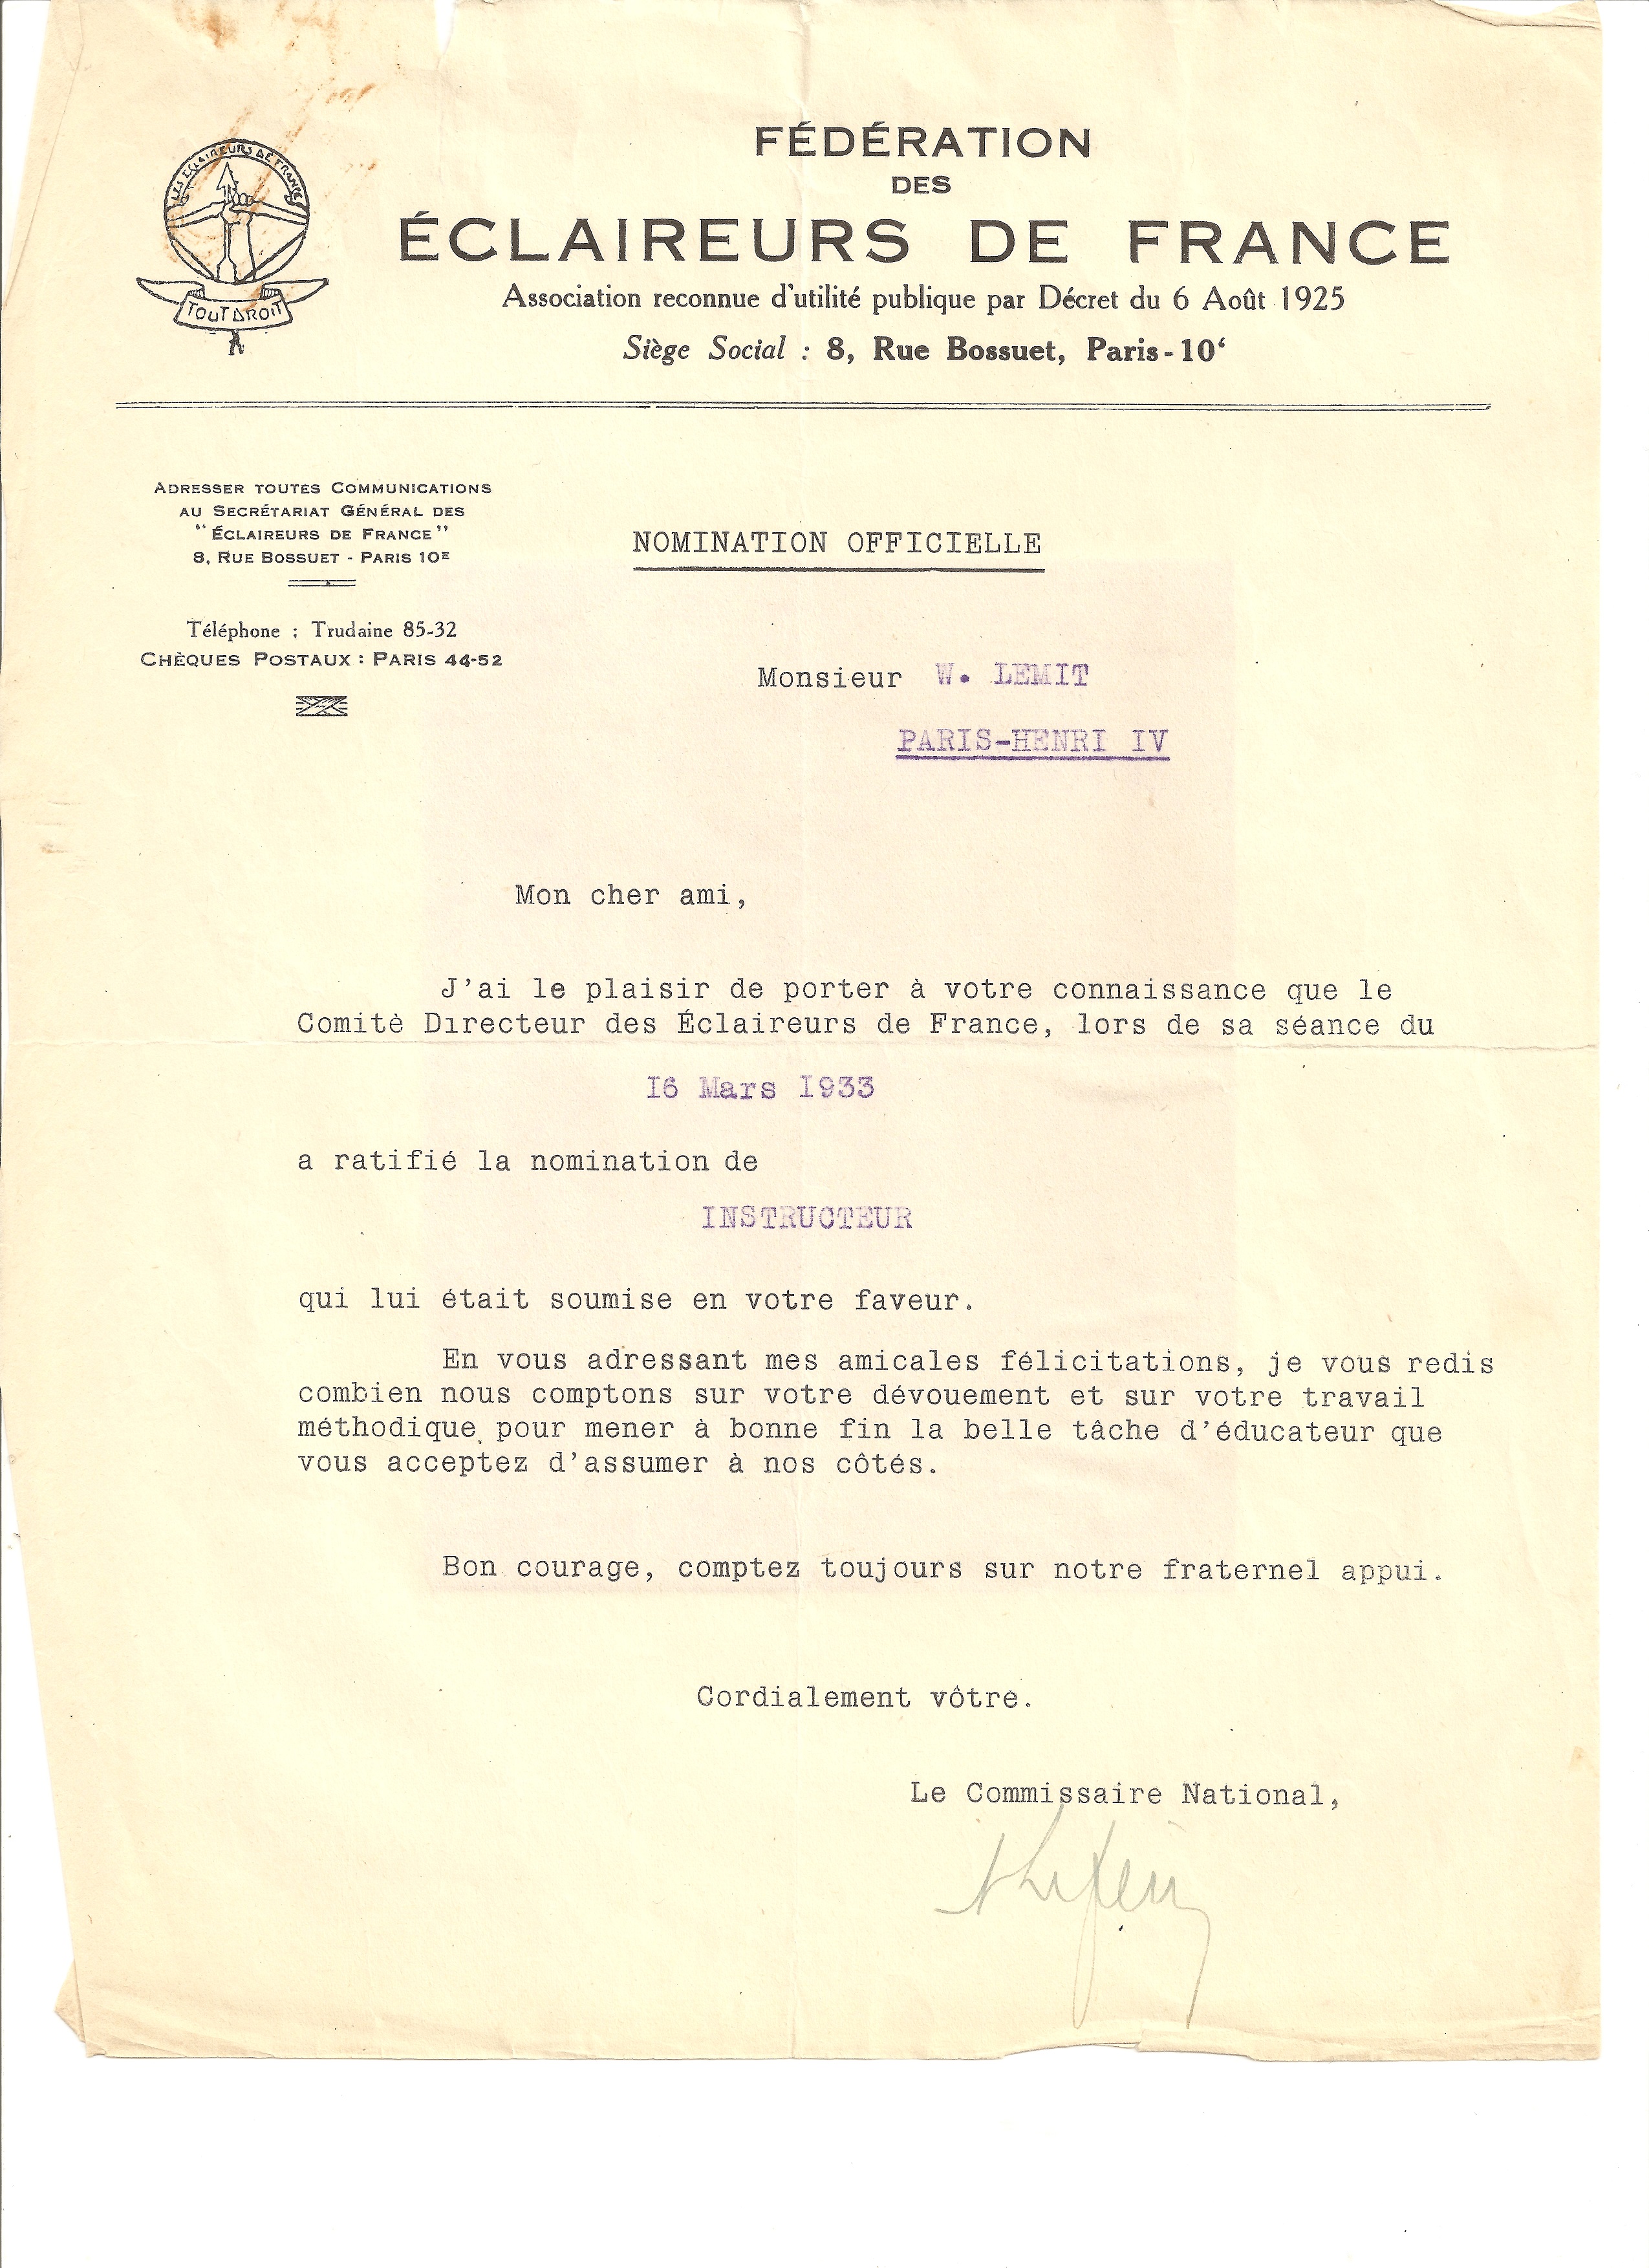 LES ECLAIREURS DE FRANCE
TOUT DROIT
FÉDÉRATION
DES
ÉCLAIREURS DE FRANCE
Association reconnue d'utilité publique par Décret du 6 Août 1925
Siège Social : 8, Rue Bossuet, Paris-10ᵉ
ADRESSER TOUTES COMMUNICATIONS
AU SECRÉTARIAT GÉNÉRAL DES
"ÉCLAIREURS DE FRANCE"
8, RUE BOSSUET - PARIS 10E
Téléphone : Trudaine 85-32
CHÈQUES POSTAUX : PARIS 44-52
NOMINATION OFFICIELLE
Monsieur W. LEMIT
PARIS-HENRI IV
Mon cher ami,
J'ai le plaisir de porter à votre connaissance que le
Comité Directeur des Éclaireurs de France, lors de sa séance du
I6 Mars I933
a ratifié la nomination de
INSTRUCTEUR
qui lui était soumise en votre faveur.
En vous adressant mes amicales félicitations, je vous redis
combien nous comptons sur votre dévouement et sur votre travail
méthodique pour mener à bonne fin la belle tâche d'éducateur que
vous acceptez d'assumer à nos côtés.
Bon courage, comptez toujours sur notre fraternel appui.
Cordialement vôtre.
Le Commissaire National,